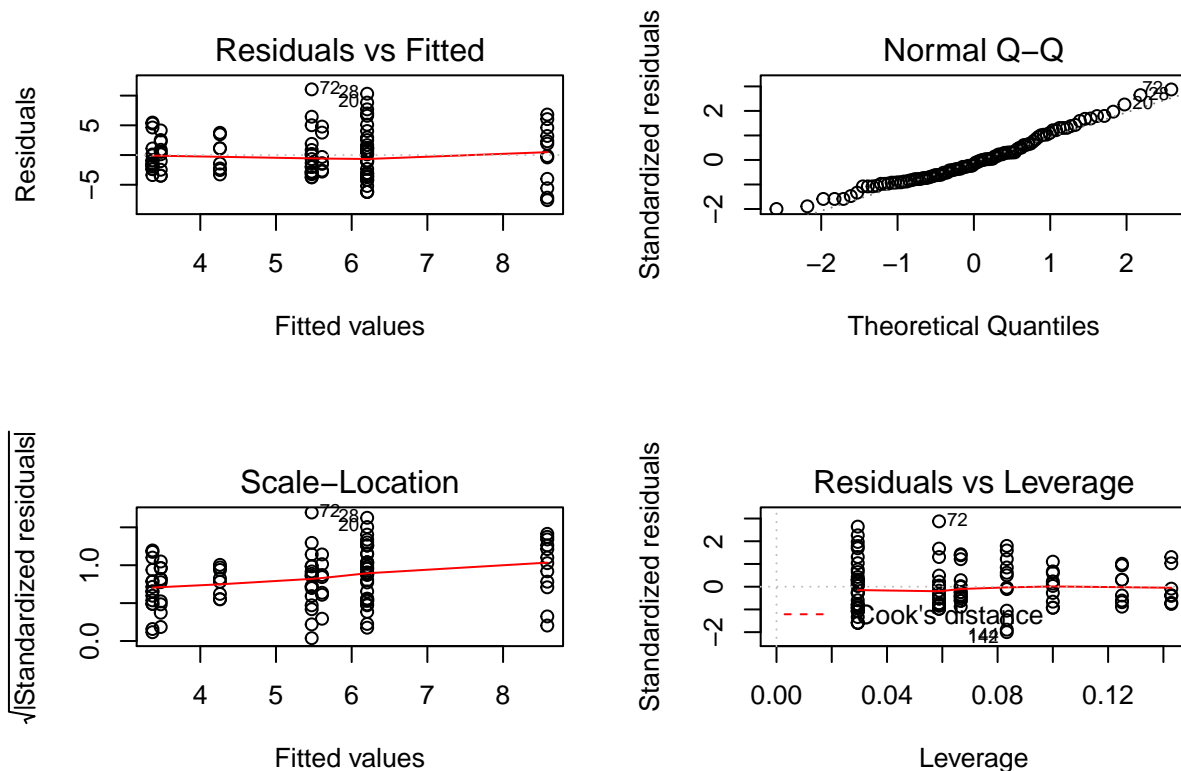 Residuals vs Fitted
Residuals
5
−5
72
28
20
4 5 6 7 8
Fitted values
Normal Q−Q
Standardized residuals
2
0
−2
72
28
20
−2 −1 0 1 2
Theoretical Quantiles
Scale−Location
√|Standardized residuals|
1.0
0.0
72
28
20
4 5 6 7 8
Fitted values
Residuals vs Leverage
Standardized residuals
2
0
−2
72
Cook's distance
0.00 0.04 0.08 0.12
Leverage